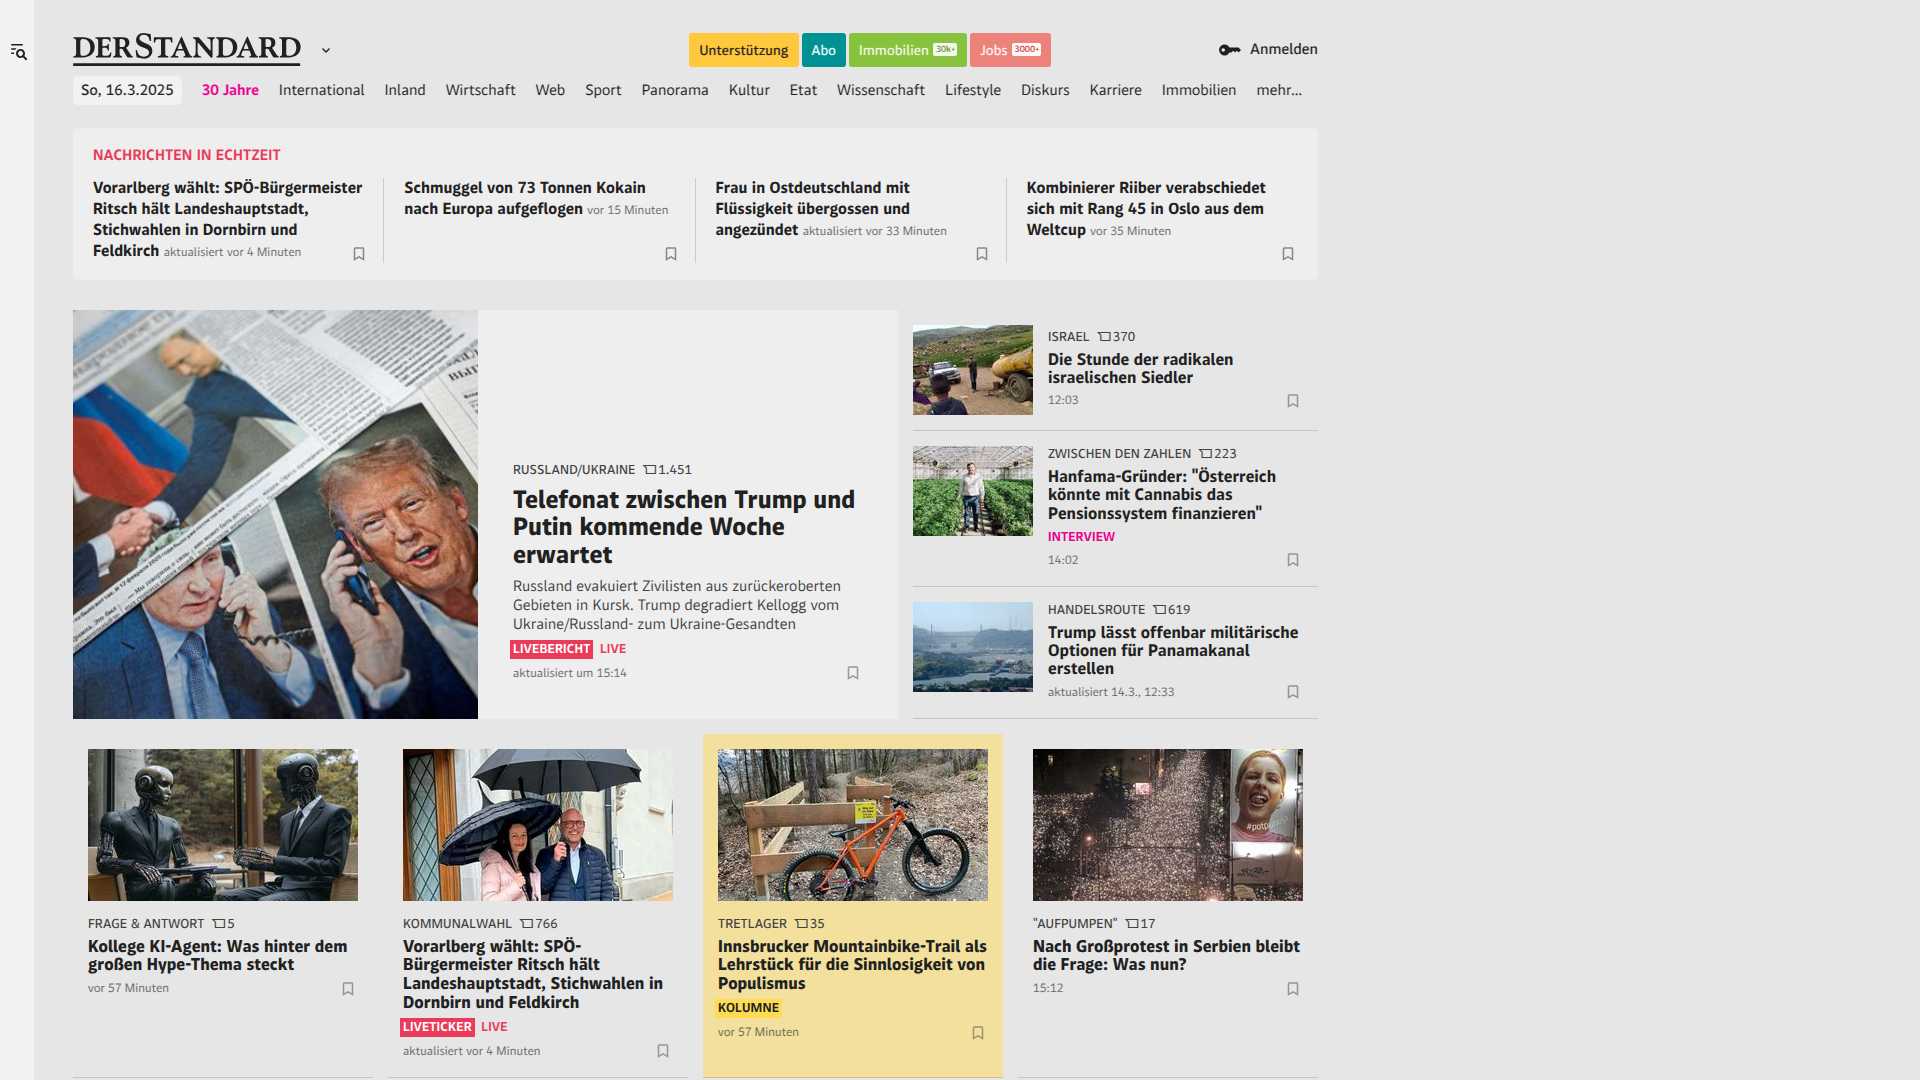 DERSTANDARD
Unterstützung
Abo
Immobilien 30k+
Jobs 3000+
Anmelden
So, 16.3.2025
30 Jahre
International
Inland
Wirtschaft
Web
Sport
Panorama
Kultur
Etat
Wissenschaft
Lifestyle
Diskurs
Karriere
Immobilien
mehr...
NACHRICHTEN IN ECHTZEIT
Vorarlberg wählt: SPÖ-Bürgermeister
Ritsch hält Landeshauptstadt,
Stichwahlen in Dornbirn und
Feldkirch aktualisiert vor 4 Minuten
Schmuggel von 73 Tonnen Kokain
nach Europa aufgeflogen vor 15 Minuten
Frau in Ostdeutschland mit
Flüssigkeit übergossen und
angezündet aktualisiert vor 33 Minuten
Kombinierer Riiber verabschiedet
sich mit Rang 45 in Oslo aus dem
Weltcup vor 35 Minuten
RUSSLAND/UKRAINE 1.451
Telefonat zwischen Trump und
Putin kommende Woche
erwartet
Russland evakuiert Zivilisten aus zurückeroberten
Gebieten in Kursk. Trump degradiert Kellogg vom
Ukraine/Russland- zum Ukraine-Gesandten
LIVEBERICHT LIVE
aktualisiert um 15:14
ISRAEL 370
Die Stunde der radikalen
israelischen Siedler
12:03
ZWISCHEN DEN ZAHLEN 223
Hanfama-Gründer: "Österreich
könnte mit Cannabis das
Pensionssystem finanzieren"
INTERVIEW
14:02
HANDELSROUTE 619
Trump lässt offenbar militärische
Optionen für Panamakanal
erstellen
aktualisiert 14.3., 12:33
FRAGE & ANTWORT 5
Kollege KI-Agent: Was hinter dem
großen Hype-Thema steckt
vor 57 Minuten
KOMMUNALWAHL 766
Vorarlberg wählt: SPÖ-
Bürgermeister Ritsch hält
Landeshauptstadt, Stichwahlen in
Dornbirn und Feldkirch
LIVETICKER LIVE
aktualisiert vor 4 Minuten
TRETLAGER 35
Innsbrucker Mountainbike-Trail als
Lehrstück für die Sinnlosigkeit von
Populismus
KOLUMNE
vor 57 Minuten
"AUFPUMPEN" 17
Nach Großprotest in Serbien bleibt
die Frage: Was nun?
15:12